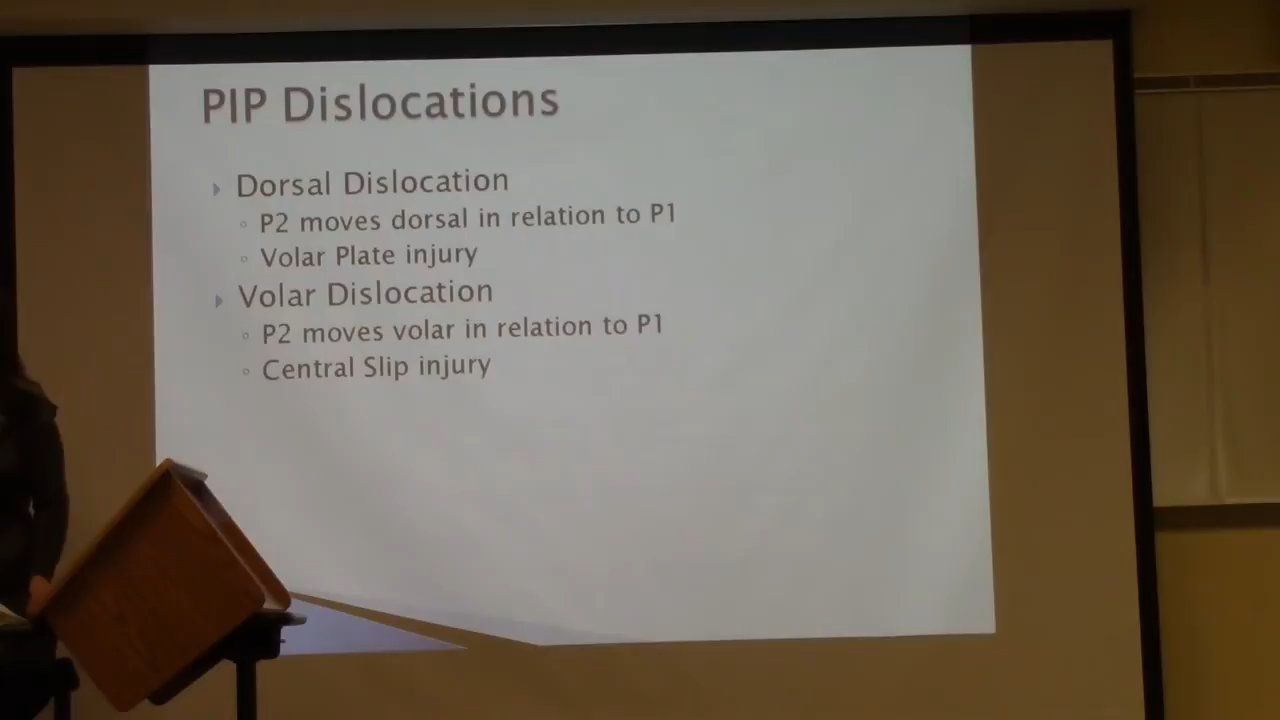 PIP Dislocations
Dorsal Dislocation
P2 moves dorsal in relation to P1
Volar Plate injury
Volar Dislocation
P2 moves volar in relation to P1
Central Slip injury